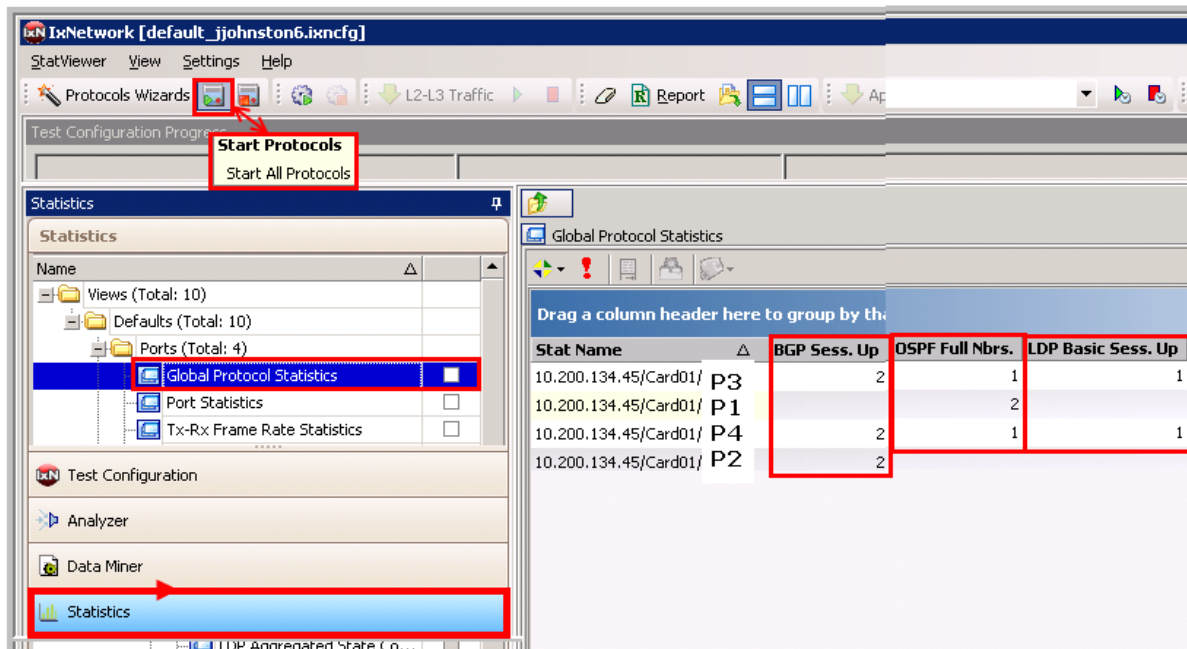 IxNetwork [default_jjohnston6.ixncfg]
StatViewer View Settings Help
Protocols Wizards L2-L3 Traffic Report
Test Configuration Progress
Start Protocols
Start All Protocols
Statistics
Statistics
Name
Views (Total: 10)
Defaults (Total: 10)
Ports (Total: 4)
Global Protocol Statistics
Port Statistics
Tx-Rx Frame Rate Statistics
Test Configuration
Analyzer
Data Miner
Statistics
LDP Aggregated State Co...
Global Protocol Statistics
Drag a column header here to group by tha
Stat Name BGP Sess. Up OSPF Full Nbrs. LDP Basic Sess. Up
10.200.134.45/Card01/ P3 2 1 1
10.200.134.45/Card01/ P1 2
10.200.134.45/Card01/ P4 2 1 1
10.200.134.45/Card01/ P2 2